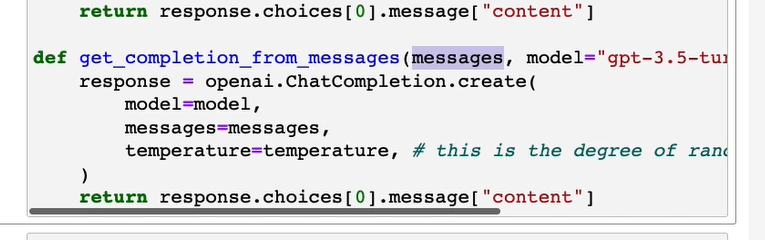 return response.choices[0].message["content"]
def get_completion_from_messages(messages, model="gpt-3.5-tur
response = openai.ChatCompletion.create(
model=model,
messages=messages,
temperature=temperature, # this is the degree of ranc
)
return response.choices[0].message["content"]